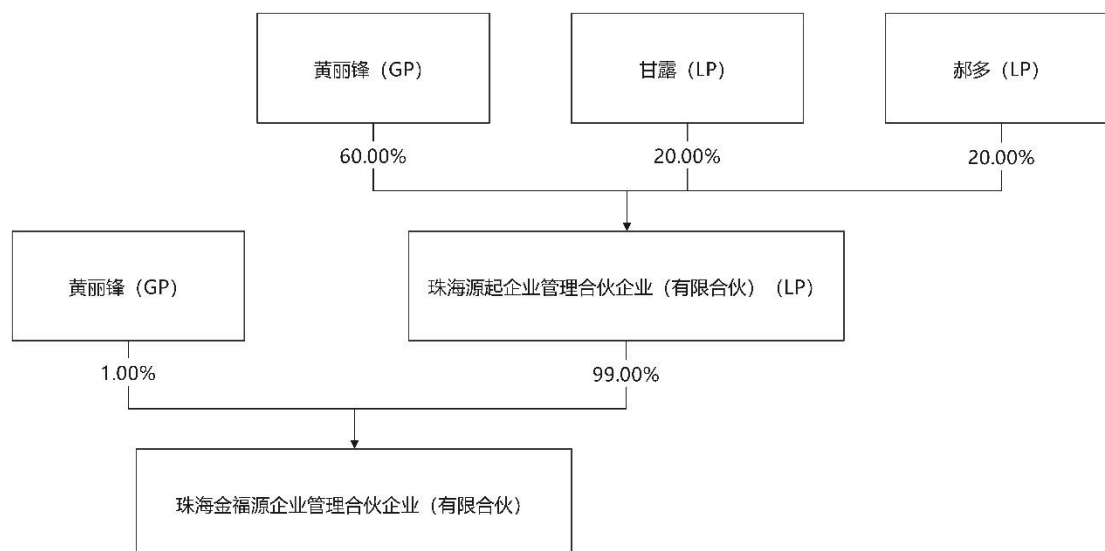 黄丽锋（GP）
甘露（LP）
郝多（LP）
60.00%
20.00%
20.00%
黄丽锋（GP）
珠海源起企业管理合伙企业（有限合伙）（LP）
1.00%
99.00%
珠海金福源企业管理合伙企业（有限合伙）